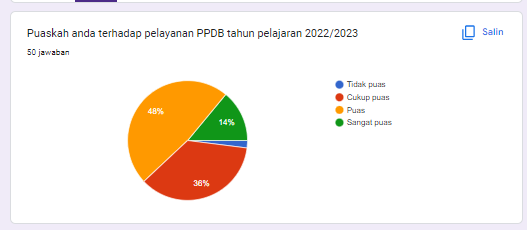 Puaskah anda terhadap pelayanan PPDB tahun pelajaran 2022/2023
Salin
50 jawaban
Tidak puas
Cukup puas
Puas
Sangat puas
48%
14%
36%